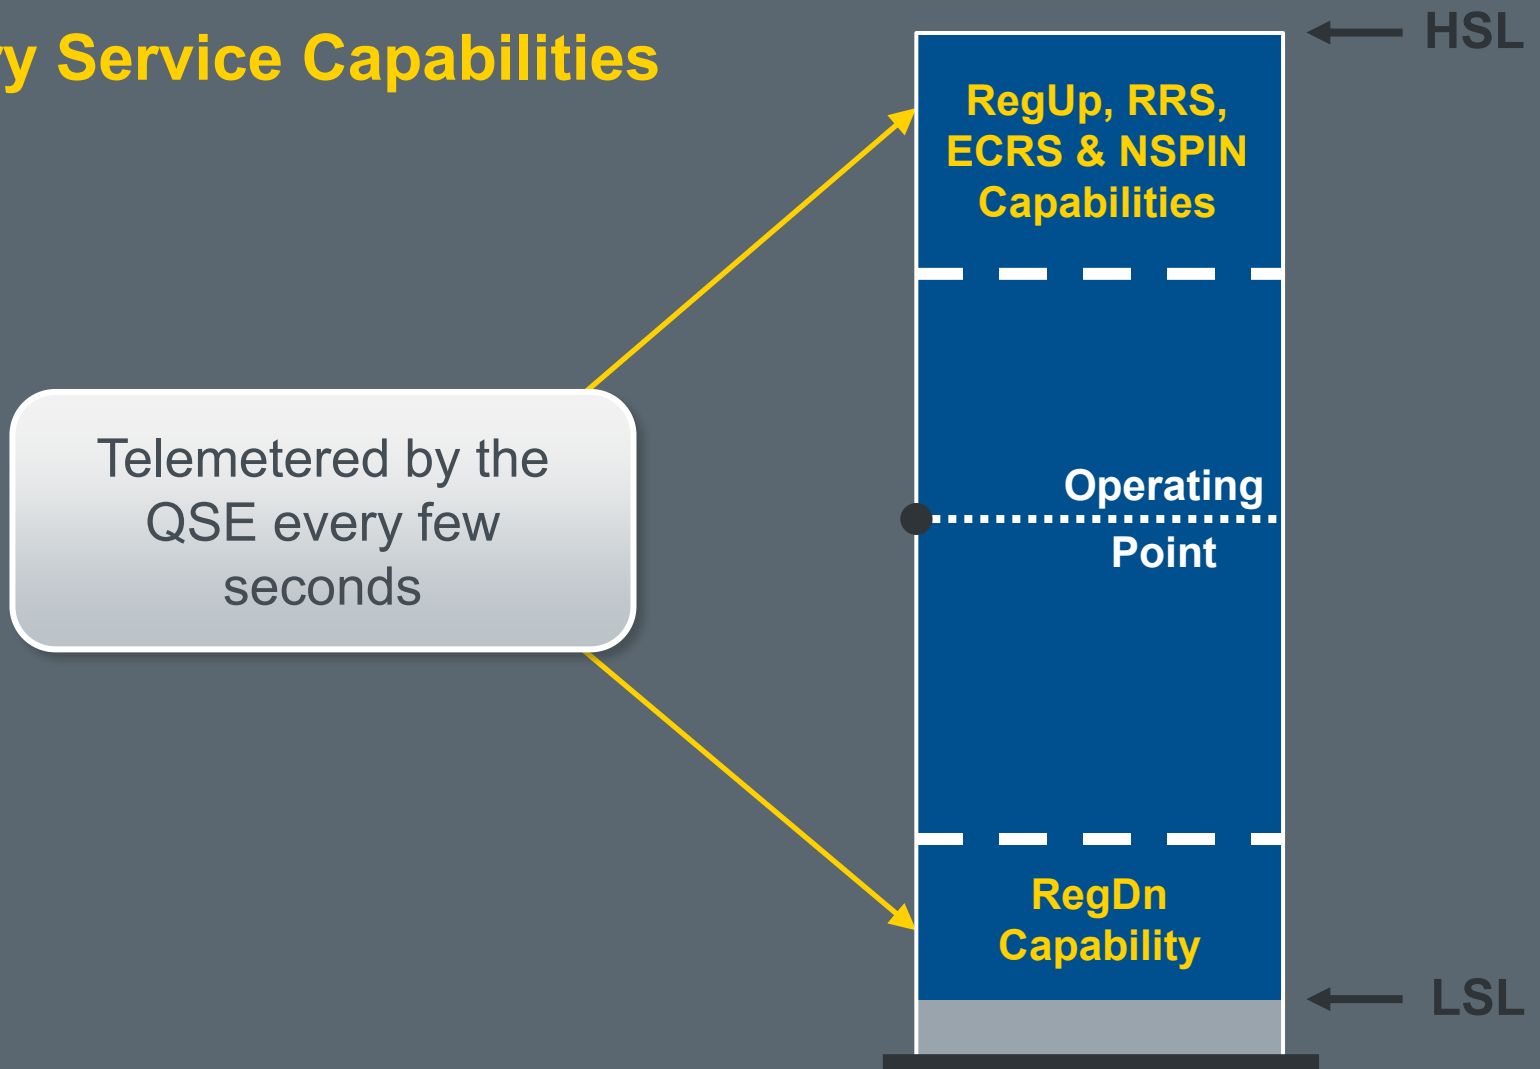 y Service Capabilities
HSL
RegUp, RRS,
ECRS & NSPIN
Capabilities
Telemetered by the
QSE every few
seconds
Operating
Point
RegDn
Capability
LSL